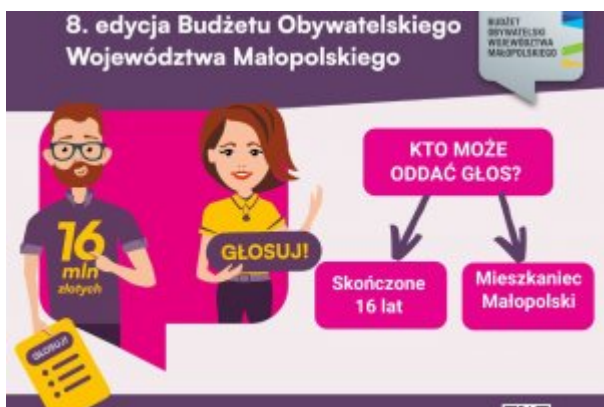 8. edycja Budżetu Obywatelskiego
Województwa Małopolskiego
BUDŻET
OBYWATELSKI
WOJEWÓDZTWA
MAŁOPOLSKIEGO
KTO MOŻE
ODDAĆ GŁOS?
16
mln
złotych
GŁOSUJ!
Skończone
16 lat
Mieszkaniec
Małopolski
GŁOSUJ!